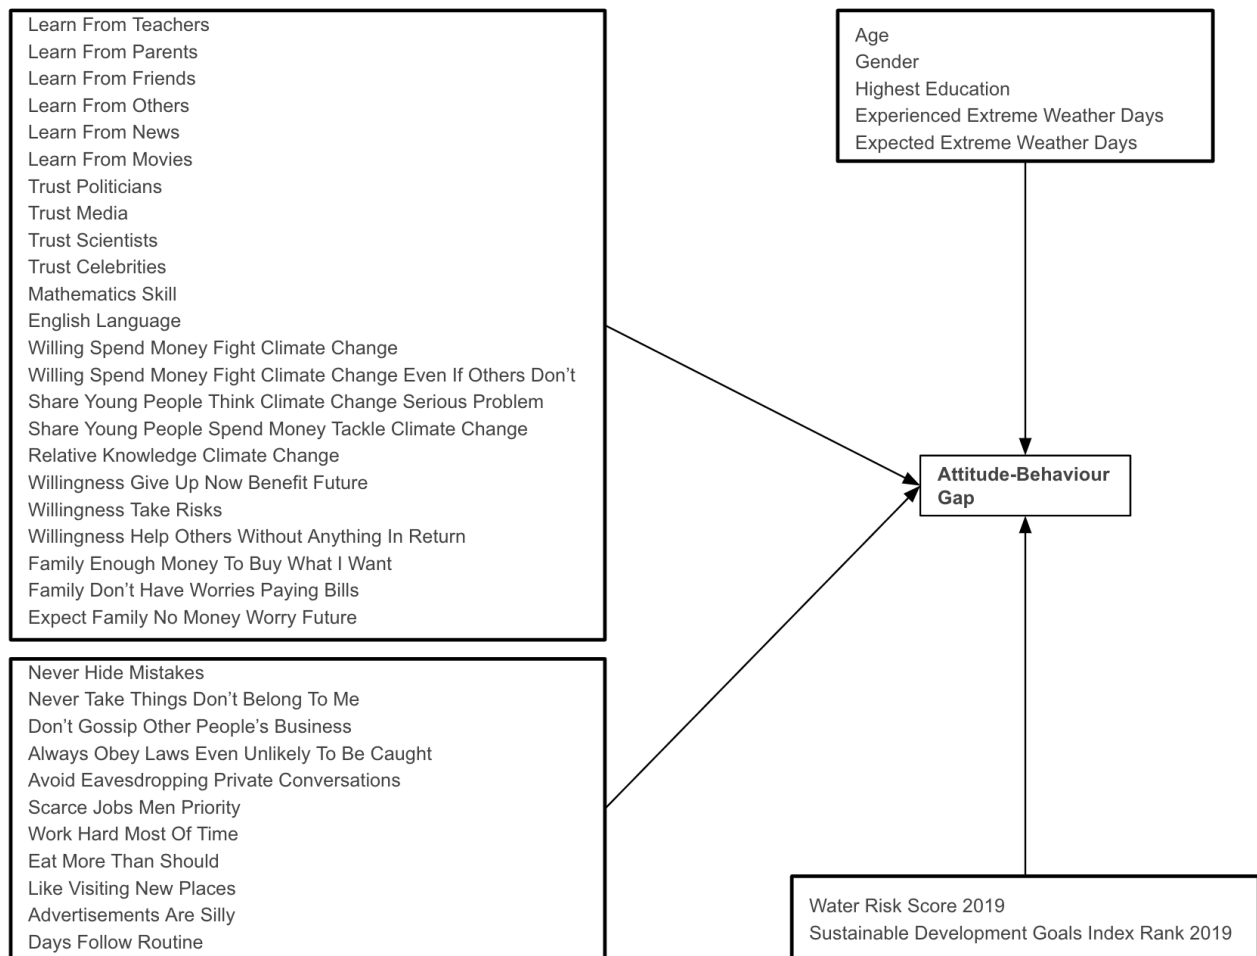 Learn From Teachers
Learn From Parents
Learn From Friends
Learn From Others
Learn From News
Learn From Movies
Trust Politicians
Trust Media
Trust Scientists
Trust Celebrities
Mathematics Skill
English Language
Willing Spend Money Fight Climate Change
Willing Spend Money Fight Climate Change Even If Others Don’t
Share Young People Think Climate Change Serious Problem
Share Young People Spend Money Tackle Climate Change
Relative Knowledge Climate Change
Willingness Give Up Now Benefit Future
Willingness Take Risks
Willingness Help Others Without Anything In Return
Family Enough Money To Buy What I Want
Family Don’t Have Worries Paying Bills
Expect Family No Money Worry Future
Never Hide Mistakes
Never Take Things Don’t Belong To Me
Don’t Gossip Other People’s Business
Always Obey Laws Even Unlikely To Be Caught
Avoid Eavesdropping Private Conversations
Scarce Jobs Men Priority
Work Hard Most Of Time
Eat More Than Should
Like Visiting New Places
Advertisements Are Silly
Days Follow Routine
Age
Gender
Highest Education
Experienced Extreme Weather Days
Expected Extreme Weather Days
Attitude-Behaviour
Gap
Water Risk Score 2019
Sustainable Development Goals Index Rank 2019